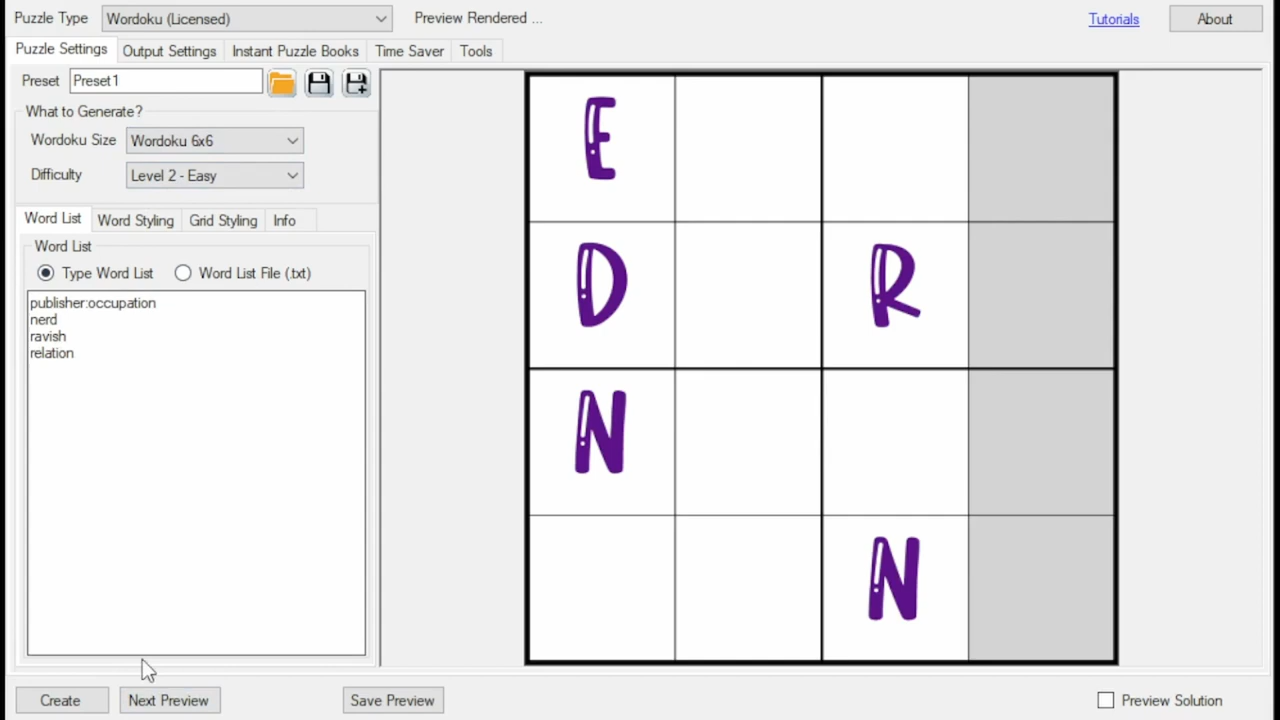 Puzzle Type Wordoku (Licensed) Preview Rendered ... Tutorials About
Puzzle Settings Output Settings Instant Puzzle Books Time Saver Tools
Preset Preset1
What to Generate?
Wordoku Size Wordoku 6x6
Difficulty Level 2 - Easy
Word List Word Styling Grid Styling Info
Word List
Type Word List Word List File (.txt)
publisher:occupation
nerd
ravish
relation
E
D R
N
N
Create Next Preview Save Preview Preview Solution